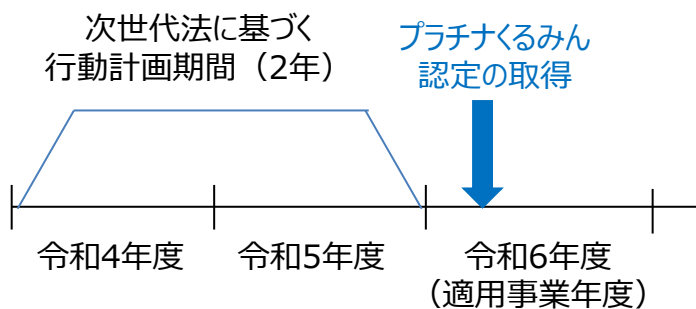 次世代法に基づく
行動計画期間（2年）
プラチナくるみん
認定の取得
令和4年度
令和5年度
令和6年度
（適用事業年度）